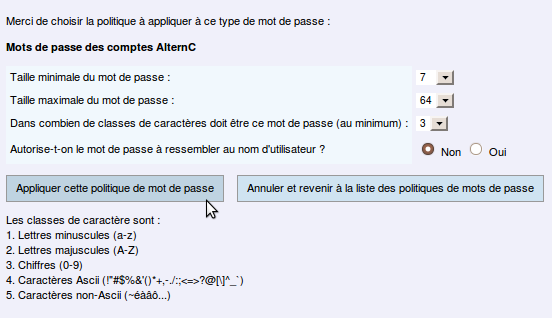 Merci de choisir la politique à appliquer à ce type de mot de passe :
Mots de passe des comptes AlternC
Taille minimale du mot de passe : 7
Taille maximale du mot de passe : 64
Dans combien de classes de caractères doit être ce mot de passe (au minimum) : 3
Autorise-t-on le mot de passe à ressembler au nom d'utilisateur ? Non Oui
Appliquer cette politique de mot de passe Annuler et revenir à la liste des politiques de mots de passe
Les classes de caractère sont :
1. Lettres minuscules (a-z)
2. Lettres majuscules (A-Z)
3. Chiffres (0-9)
4. Caractères Ascii (!"#$%&'()*+,-./:;<=>?@[\]^_`)
5. Caractères non-Ascii (~éàâô...)